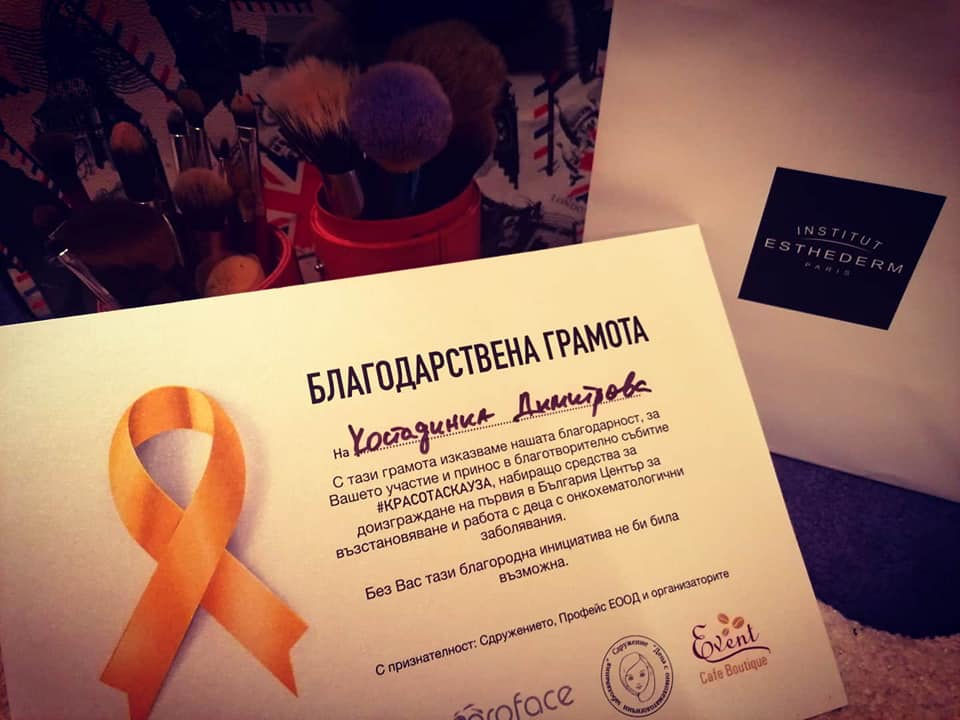 INSTITUT
ESTHEDERM
PARIS
БЛАГОДАРСТВЕНА ГРАМОТА
На Костадинка Димитрова
С тази грамота изказваме нашата благодарност, за
Вашето участие и принос в благотворително събитие
#КРАСОТАСКАУЗА, набиращо средства за
доизграждане на първия в България Център за
възстановяване и работа с деца с онкохематологични
заболявания.
Без Вас тази благородна инициатива не би била
възможна.
С признателност: Сдружението, Профейс ЕООД и организаторите
Сдружение "Деца с онкохематологични заболявания"
Event
Cafe Boutique